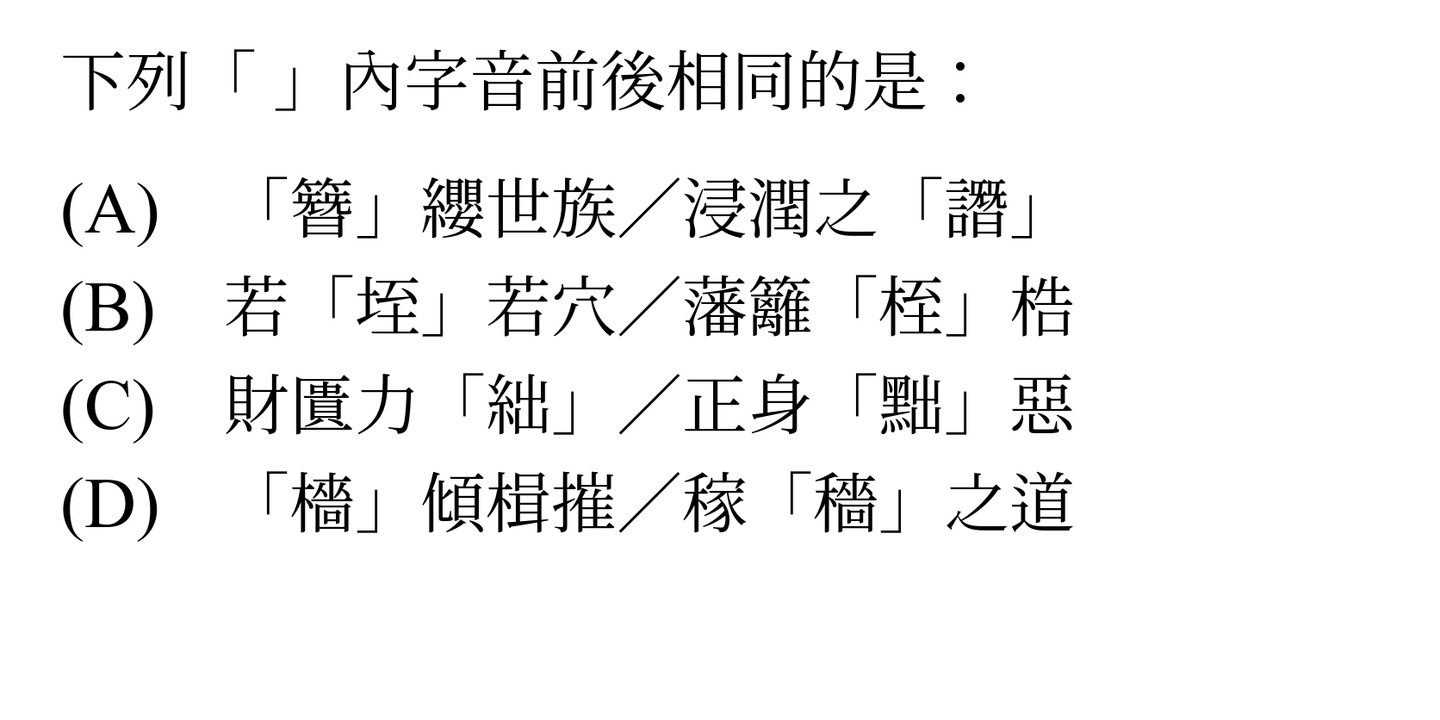 下列「 」內字音前後相同的是：
(A) 「簪」纓世族／浸潤之「譖」
(B) 若「垤」若穴／藩籬「桎」梏
(C) 財匱力「絀」／正身「黜」惡
(D) 「檣」傾楫摧／稼「穡」之道